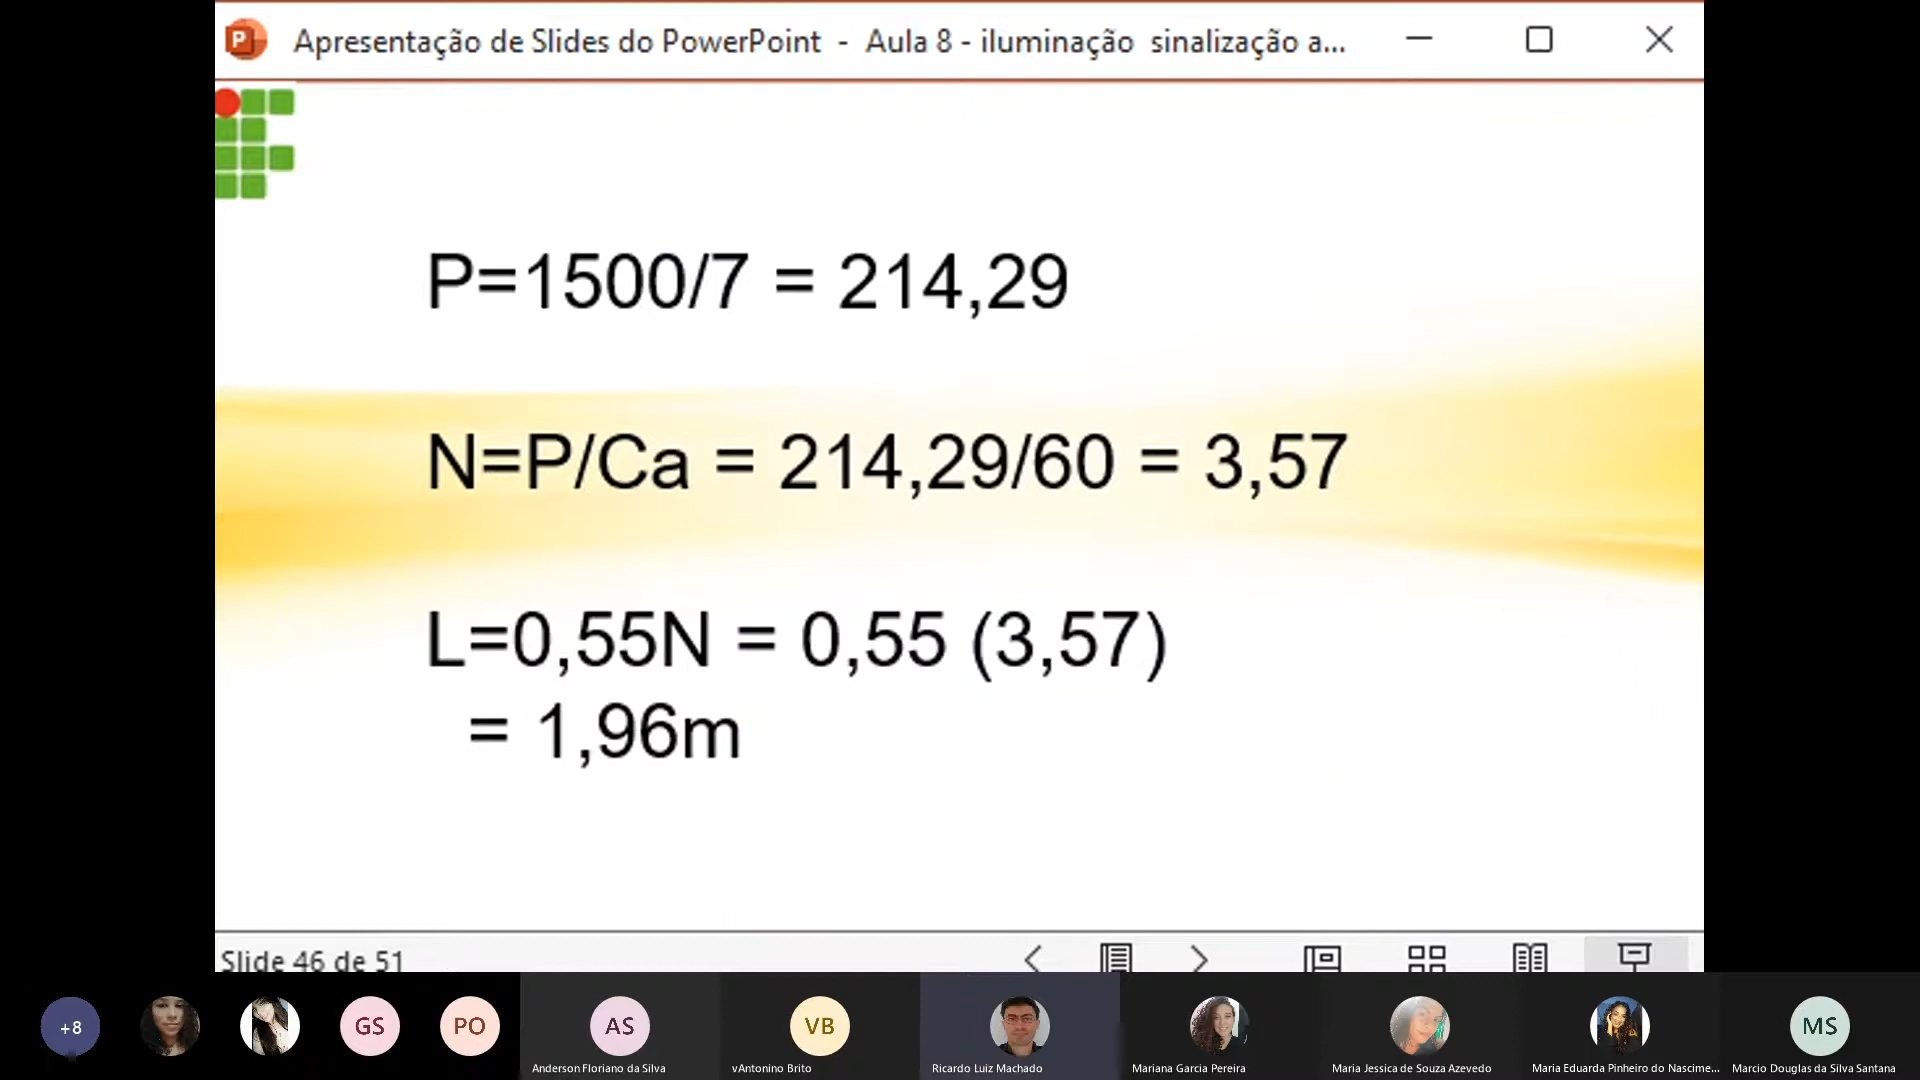 Apresentação de Slides do PowerPoint - Aula 8 - iluminação sinalização a...
P=1500/7 = 214,29
N=P/Ca = 214,29/60 = 3,57
L=0,55N = 0,55 (3,57)
= 1,96m
Slide 46 de 51
+8
GS
PO
AS
VB
MS
Anderson Floriano da Silva
vAntonino Brito
Ricardo Luiz Machado
Mariana Garcia Pereira
Maria Jessica de Souza Azevedo
Maria Eduarda Pinheiro do Nascime...
Marcio Douglas da Silva Santana